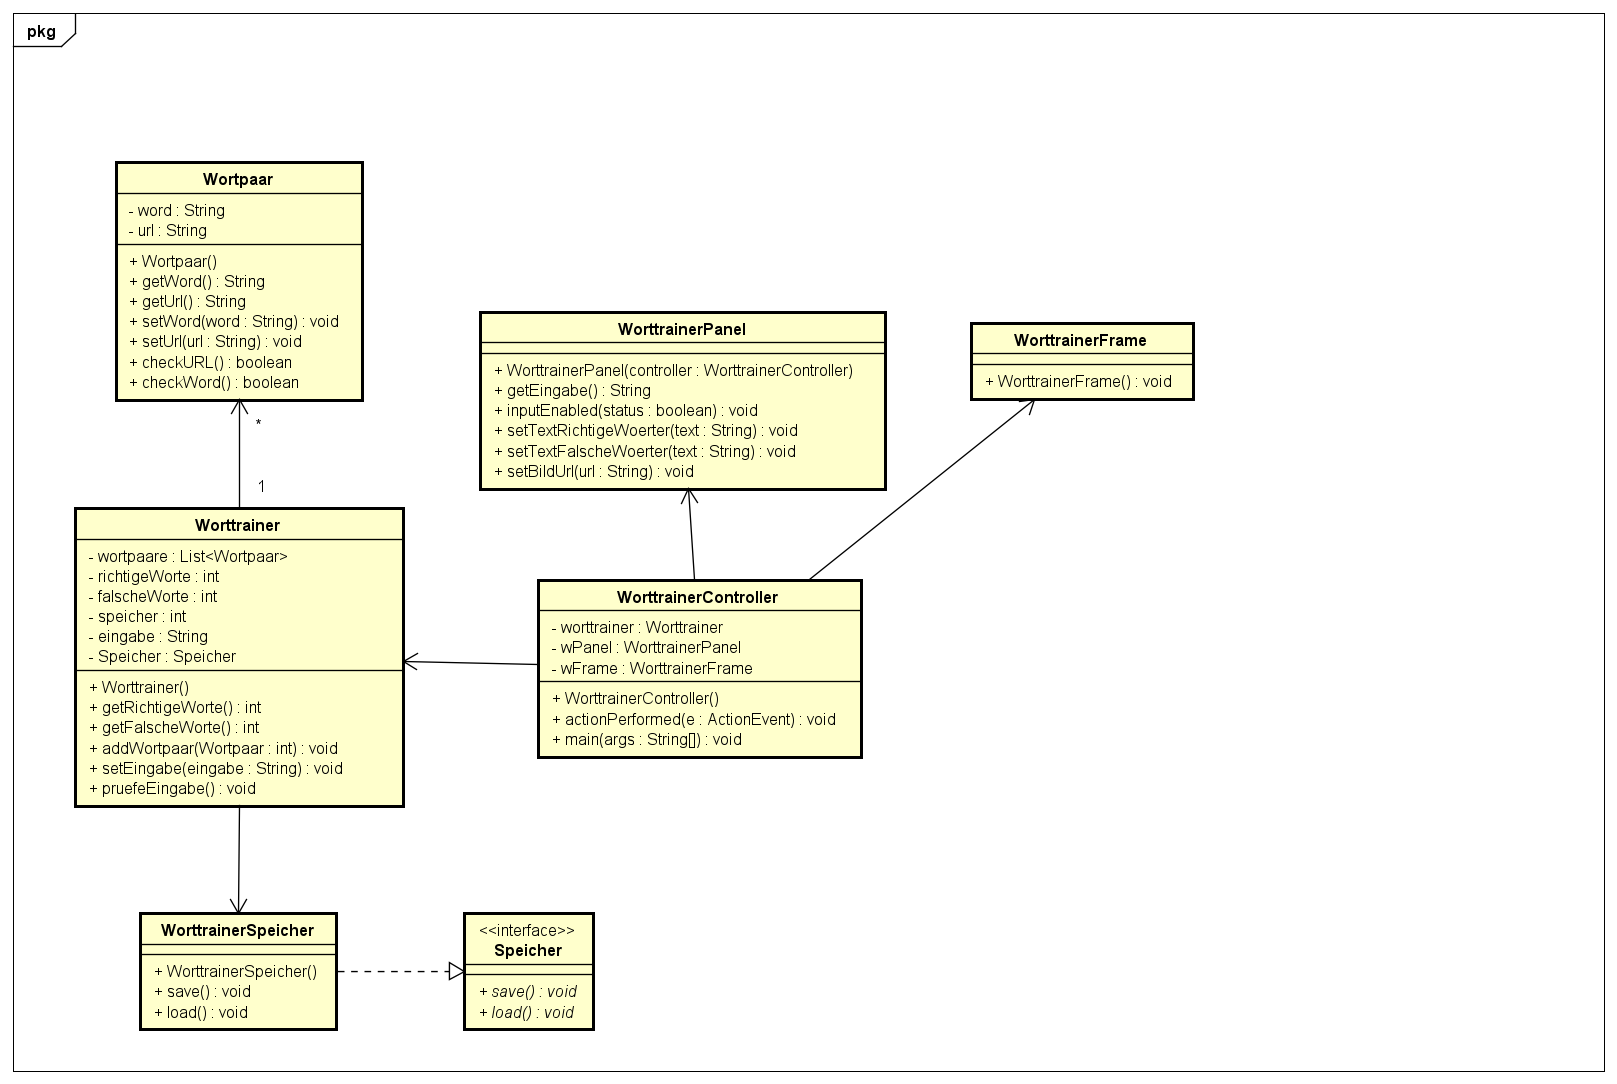 pkg
Wortpaar
- word : String
- url : String
+ Wortpaar()
+ getWord() : String
+ getUrl() : String
+ setWord(word : String) : void
+ setUrl(url : String) : void
+ checkURL() : boolean
+ checkWord() : boolean
*
1
WorttrainerPanel
+ WorttrainerPanel(controller : WorttrainerController)
+ getEingabe() : String
+ inputEnabled(status : boolean) : void
+ setTextRichtigeWoerter(text : String) : void
+ setTextFalscheWoerter(text : String) : void
+ setBildUrl(url : String) : void
WorttrainerFrame
+ WorttrainerFrame() : void
Worttrainer
- wortpaare : List<Wortpaar>
- richtigeWorte : int
- falscheWorte : int
- speicher : int
- eingabe : String
- Speicher : Speicher
+ Worttrainer()
+ getRichtigeWorte() : int
+ getFalscheWorte() : int
+ addWortpaar(Wortpaar : int) : void
+ setEingabe(eingabe : String) : void
+ pruefeEingabe() : void
WorttrainerController
- worttrainer : Worttrainer
- wPanel : WorttrainerPanel
- wFrame : WorttrainerFrame
+ WorttrainerController()
+ actionPerformed(e : ActionEvent) : void
+ main(args : String[]) : void
WorttrainerSpeicher
+ WorttrainerSpeicher()
+ save() : void
+ load() : void
<<interface>>
Speicher
+ save() : void
+ load() : void